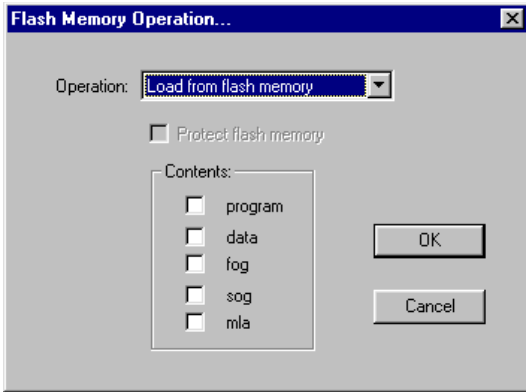 Flash Memory Operation...
Operation: Load from flash memory
Protect flash memory
Contents:
program
data
fog
sog
mla
OK
Cancel